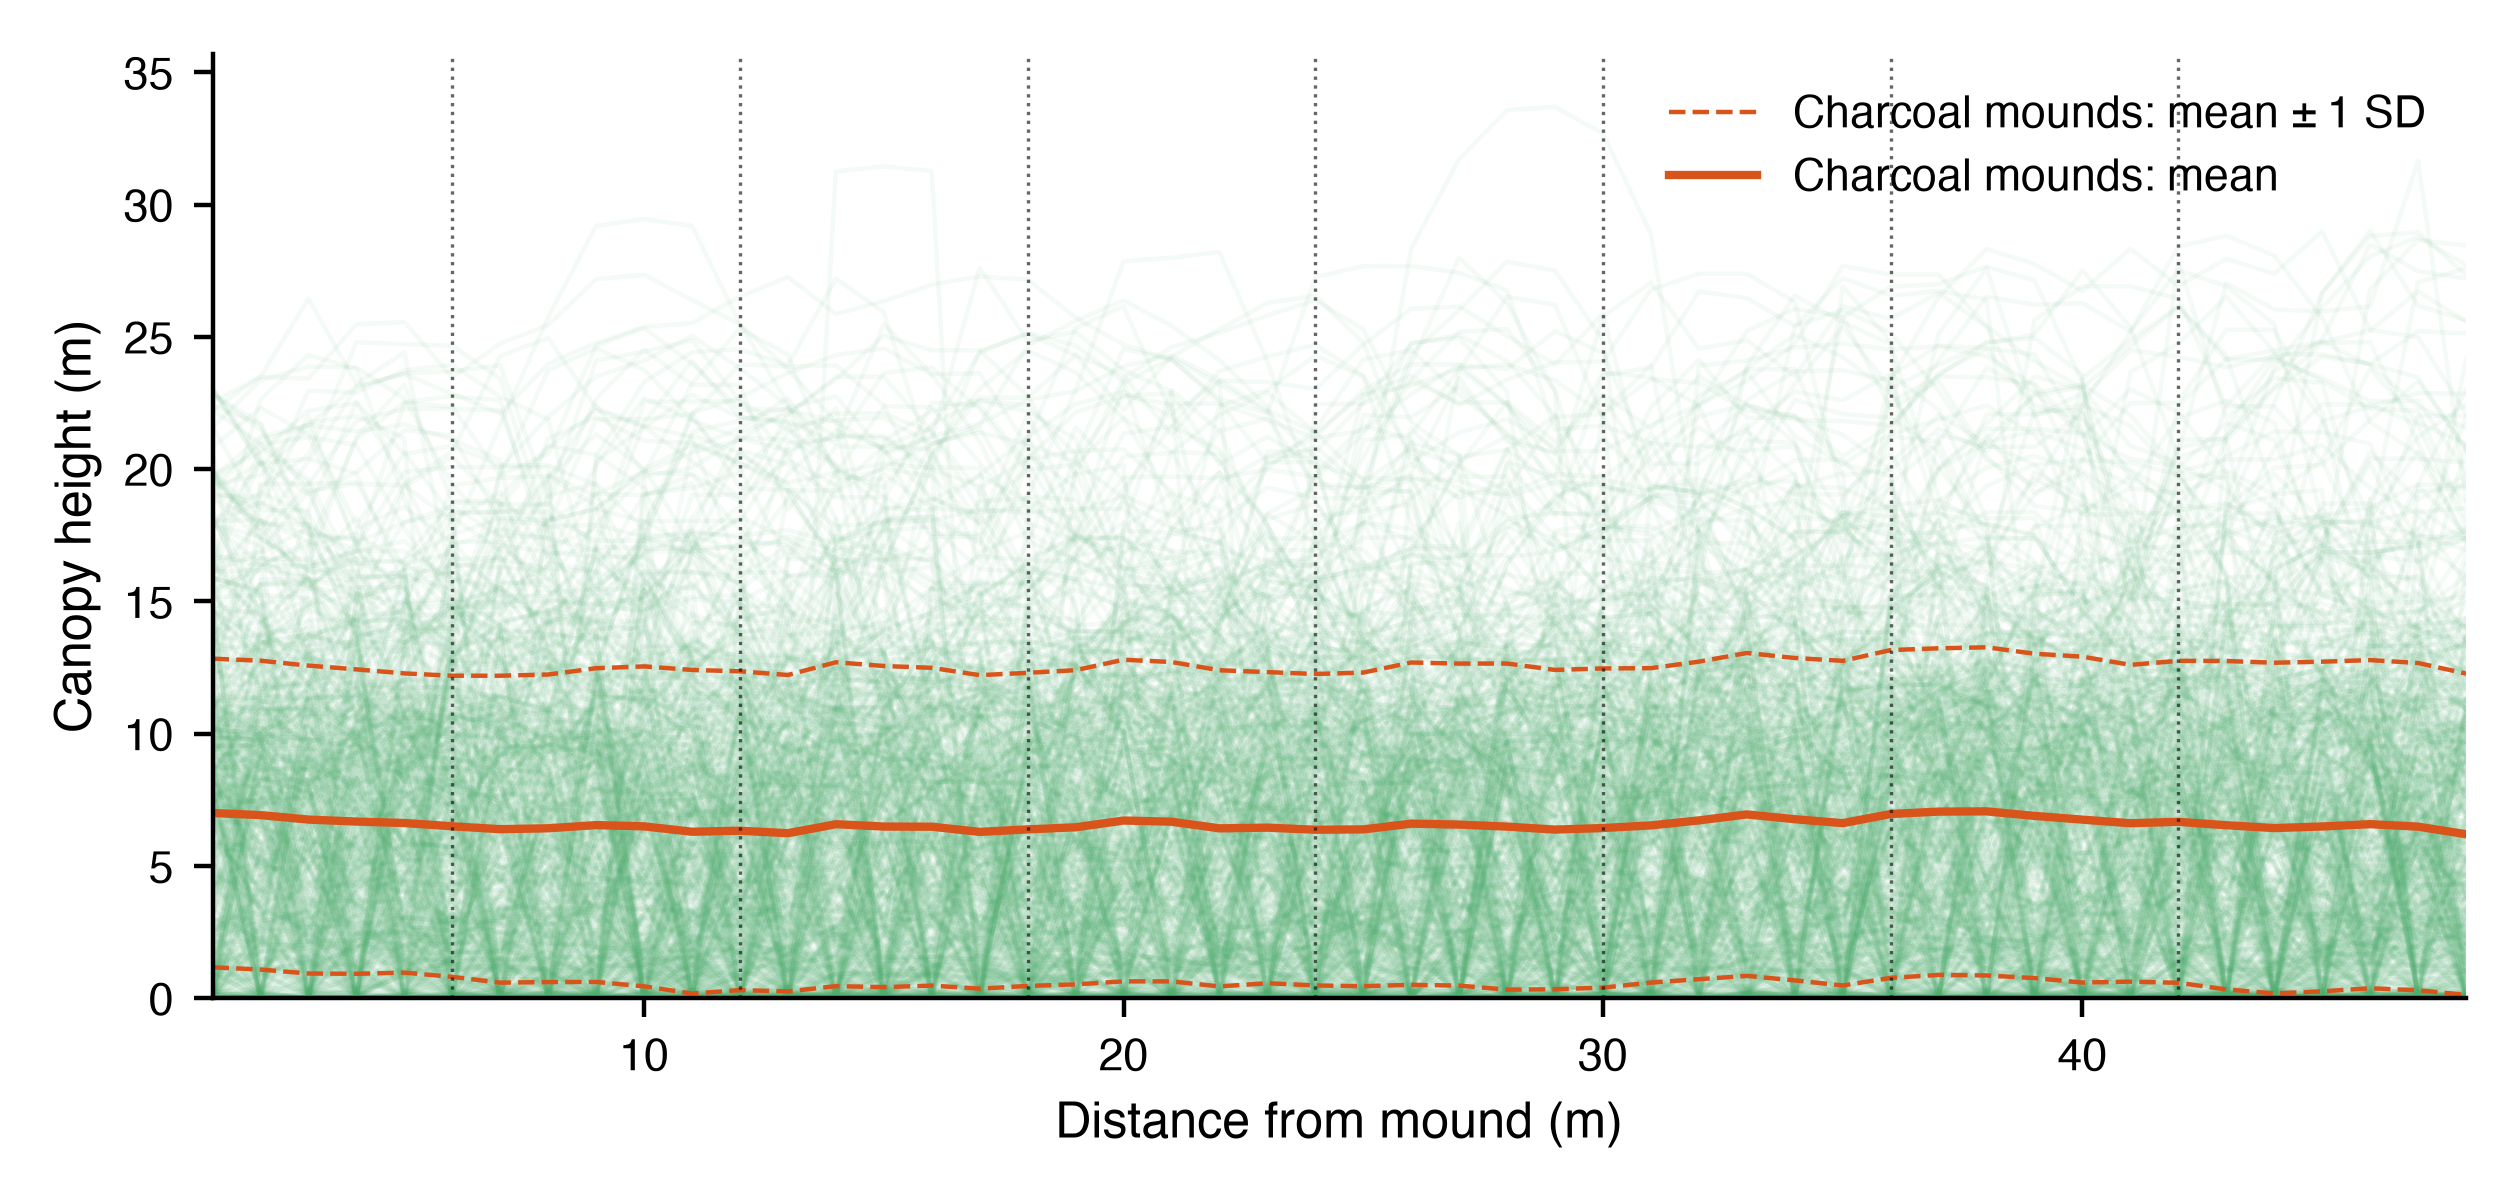 Canopy height (m)
35
30
25
20
15
10
5
0
Charcoal mounds: mean ± 1 SD
Charcoal mounds: mean
10 20 30 40
Distance from mound (m)